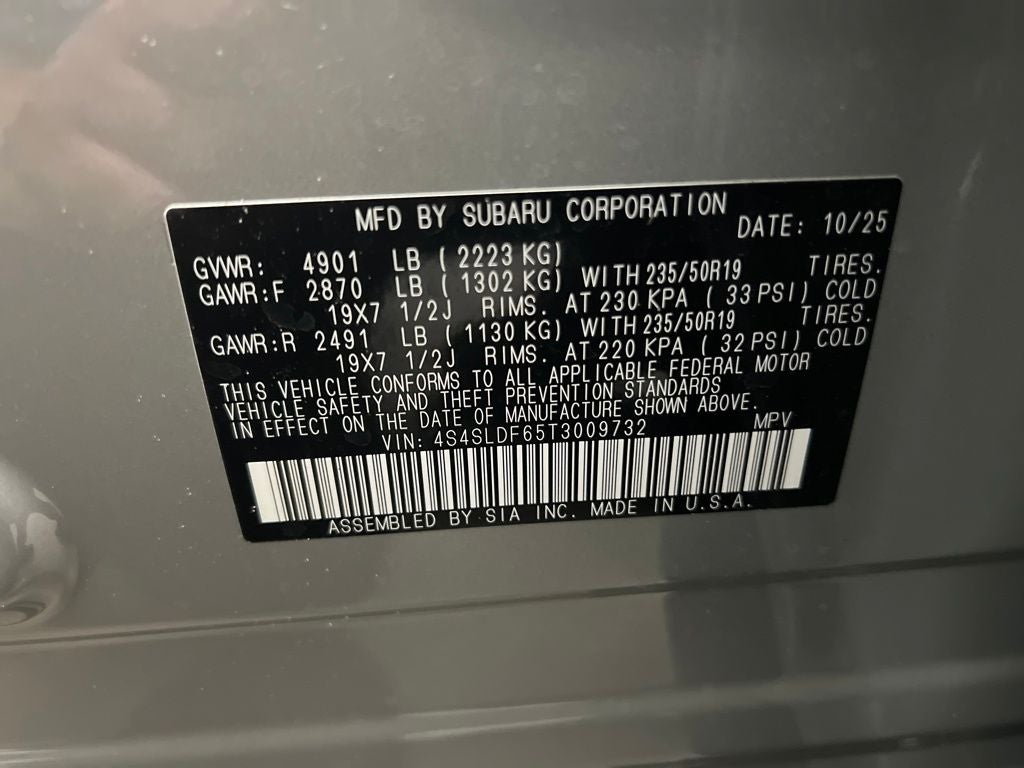 MFD BY SUBARU CORPORATION DATE: 10/25
GVWR: 4901 LB ( 2223 KG)
GAWR:F 2870 LB ( 1302 KG) WITH 235/50R19 TIRES.
19X7 1/2J RIMS. AT 230 KPA ( 33 PSI) COLD
GAWR:R 2491 LB ( 1130 KG) WITH 235/50R19 TIRES.
19X7 1/2J RIMS. AT 220 KPA ( 32 PSI) COLD
THIS VEHICLE CONFORMS TO ALL APPLICABLE FEDERAL MOTOR
VEHICLE SAFETY AND THEFT PREVENTION STANDARDS
IN EFFECT ON THE DATE OF MANUFACTURE SHOWN ABOVE.
VIN: 4S4SLDF65T3009732 MPV
ASSEMBLED BY SIA INC. MADE IN U.S.A.